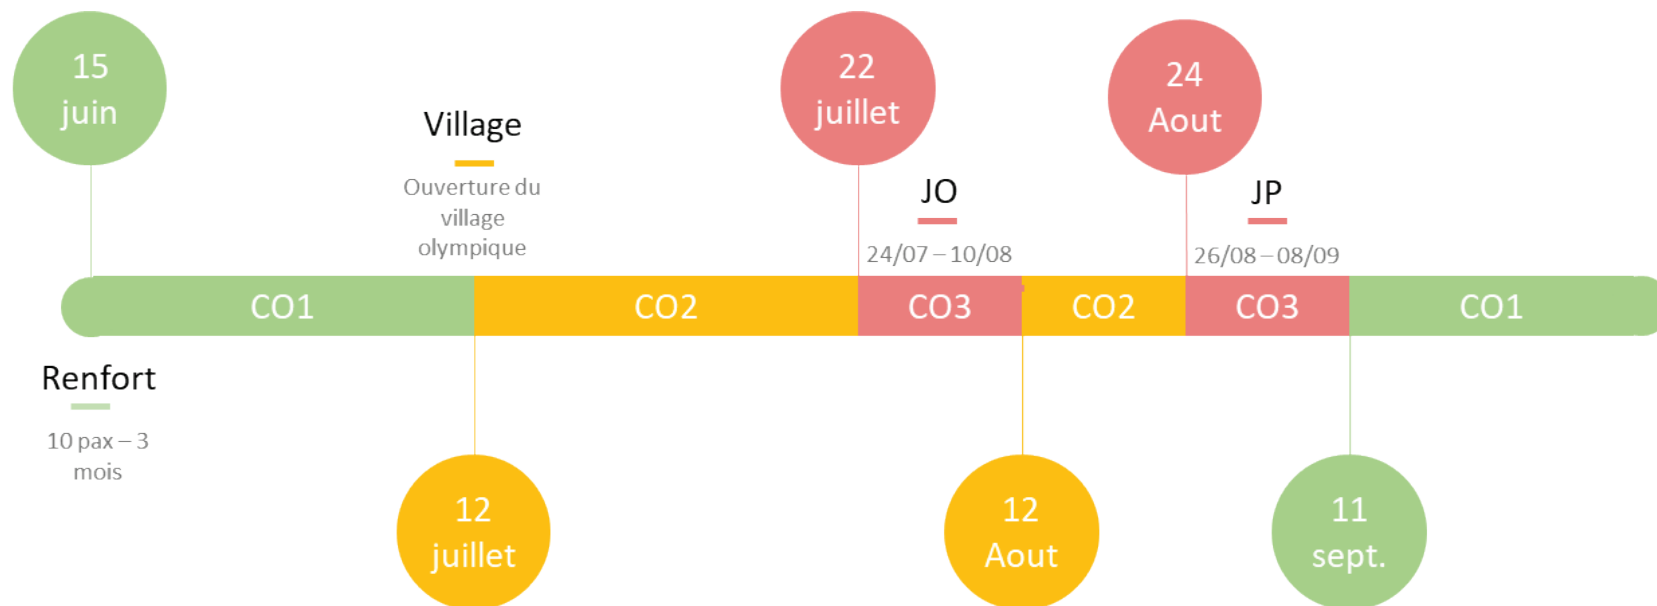 15
juin
Village
Ouverture du
village
olympique
22
juillet
JO
24/07 – 10/08
24
Aout
JP
26/08 – 08/09
CO1
CO2
CO3
CO2
CO3
CO1
Renfort
10 pax – 3
mois
12
juillet
12
Aout
11
sept.